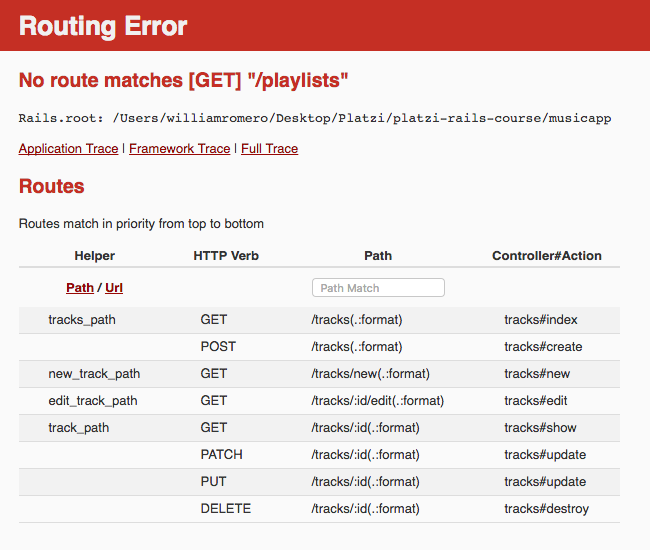 Routing Error
No route matches [GET] "/playlists"
Rails.root: /Users/williamromero/Desktop/Platzi/platzi-rails-course/musicapp
Application Trace | Framework Trace | Full Trace
Routes
Routes match in priority from top to bottom
Helper HTTP Verb Path Controller#Action
Path / Url Path Match
tracks_path GET /tracks(.:format) tracks#index
POST /tracks(.:format) tracks#create
new_track_path GET /tracks/new(.:format) tracks#new
edit_track_path GET /tracks/:id/edit(.:format) tracks#edit
track_path GET /tracks/:id(.:format) tracks#show
PATCH /tracks/:id(.:format) tracks#update
PUT /tracks/:id(.:format) tracks#update
DELETE /tracks/:id(.:format) tracks#destroy